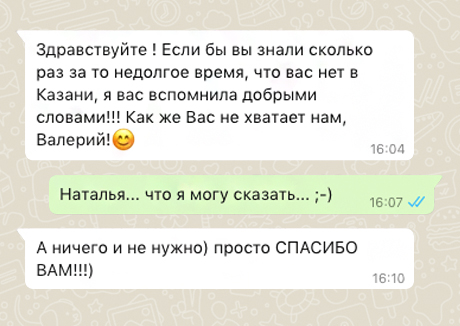 Здравствуйте ! Если бы вы знали сколько
раз за то недолгое время, что вас нет в
Казани, я вас вспомнила добрыми
словами!!! Как же Вас не хватает нам,
Валерий!😊
16:04
Наталья... что я могу сказать... ;-)
16:07
А ничего и не нужно) просто СПАСИБО
ВАМ!!!)
16:10